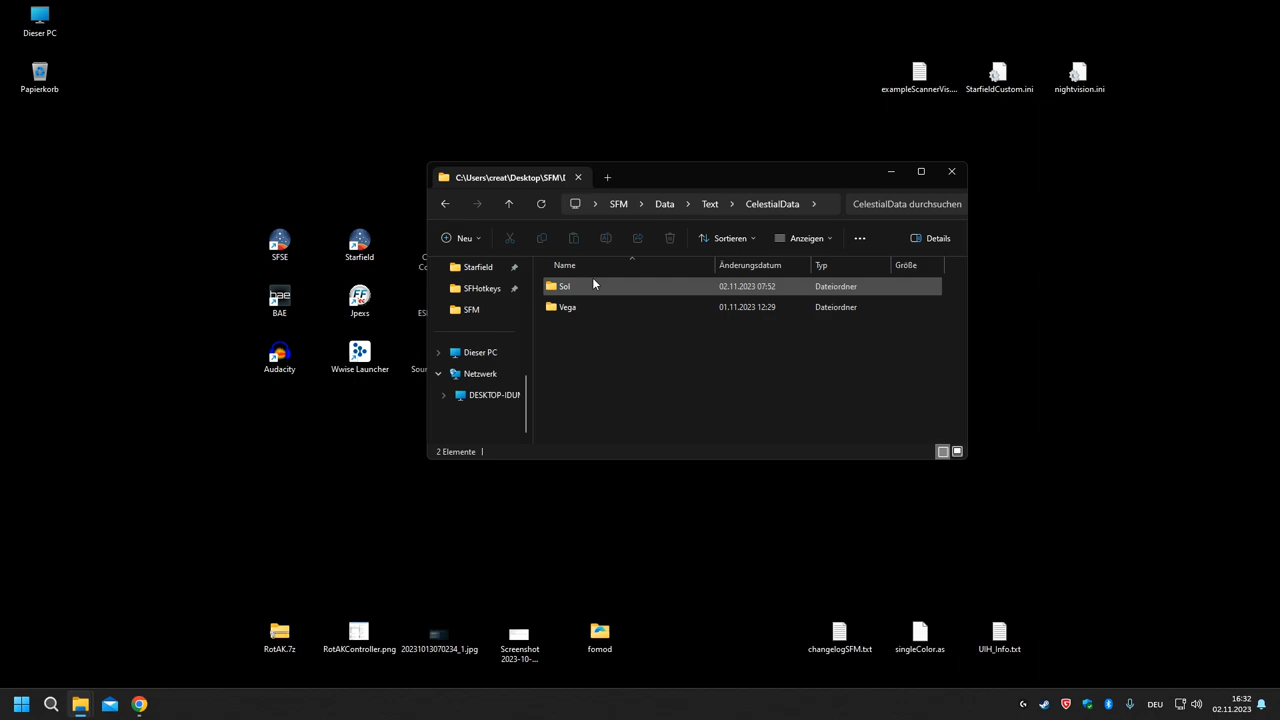 Dieser PC
Papierkorb
exampleScannerVis....
StarfieldCustom.ini
nightvision.ini
C:\Users\creat\Desktop\SFM\
SFM
Data
Text
CelestialData
CelestialData durchsuchen
Neu
Sortieren
Anzeigen
Details
Name
Änderungsdatum
Typ
Größe
Starfield
SFHotkeys
SFM
Dieser PC
Netzwerk
DESKTOP-IDUM
Sol
02.11.2023 07:52
Dateiordner
Vega
01.11.2023 12:29
Dateiordner
2 Elemente
SFSE
Starfield
BAE
Jpexs
Audacity
Wwise Launcher
RotAK.7z
RotAKController.png
20231013070234_1.jpg
Screenshot
2023-10-...
fomod
changelogSFM.txt
singleColor.as
UIH_Info.txt
DEU
16:32
02.11.2023